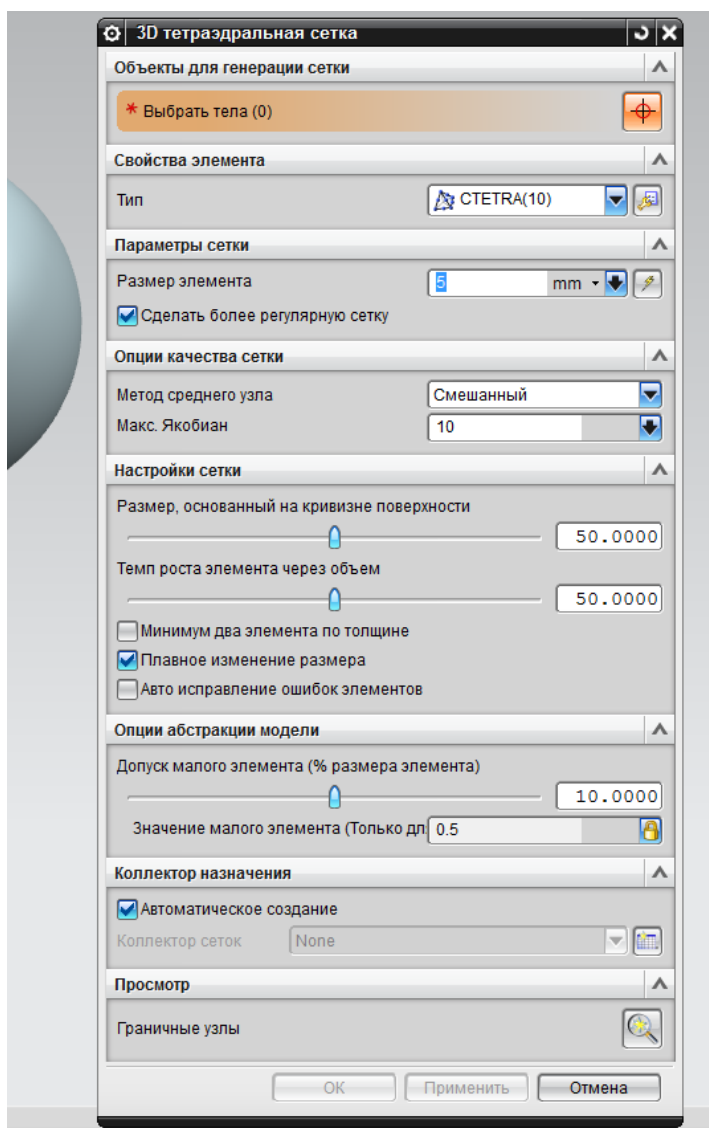 3D тетраэдральная сетка
Объекты для генерации сетки
* Выбрать тела (0)
Свойства элемента
Тип CTETRA(10)
Параметры сетки
Размер элемента 5 mm
Сделать более регулярную сетку
Опции качества сетки
Метод среднего узла Смешанный
Макс. Якобиан 10
Настройки сетки
Размер, основанный на кривизне поверхности
50.0000
Темп роста элемента через объем
50.0000
Минимум два элемента по толщине
Плавное изменение размера
Авто исправление ошибок элементов
Опции абстракции модели
Допуск малого элемента (% размера элемента)
10.0000
Значение малого элемента (Только дл 0.5
Коллектор назначения
Автоматическое создание
Коллектор сеток None
Просмотр
Граничные узлы
ОК Применить Отмена